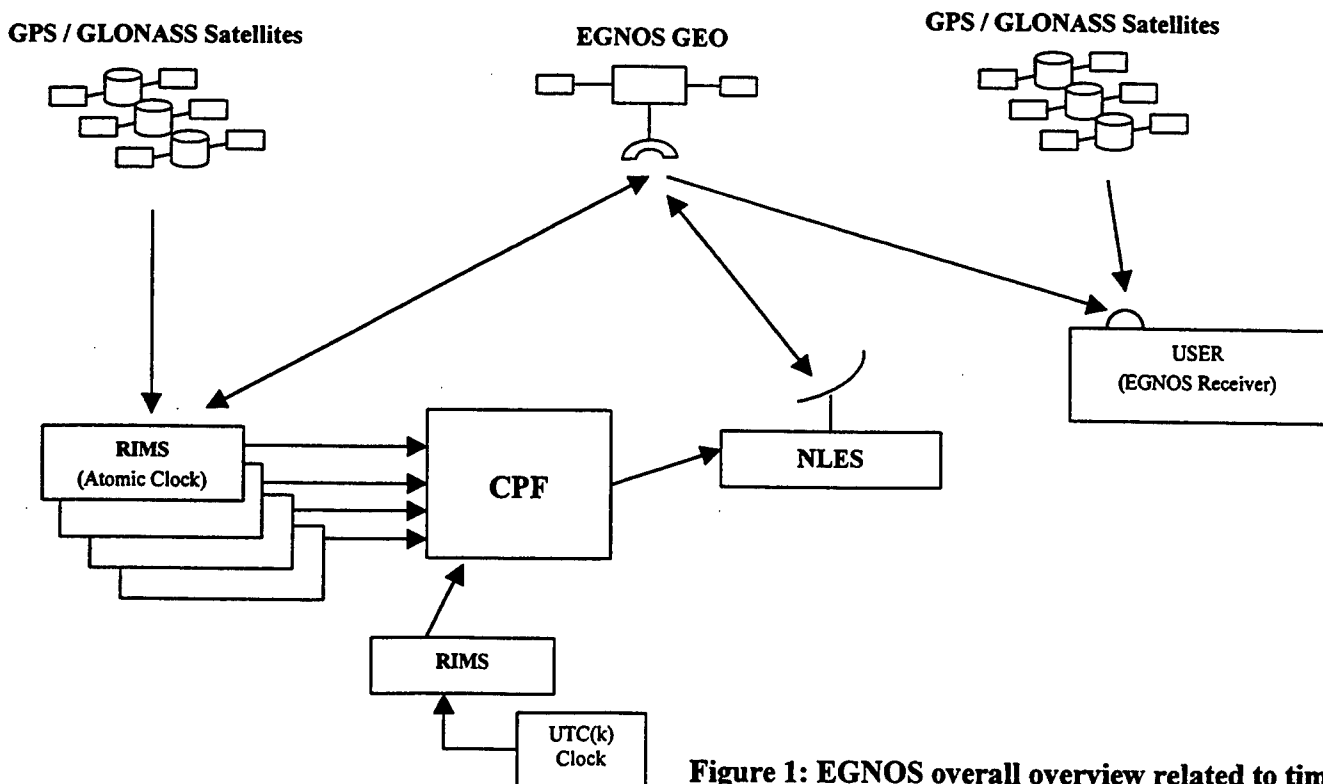 GPS / GLONASS Satellites
EGNOS GEO
GPS / GLONASS Satellites
USER
(EGNOS Receiver)
RIMS
(Atomic Clock)
CPF
NLES
RIMS
UTC(k)
Clock
Figure 1: EGNOS overall overview related to tim